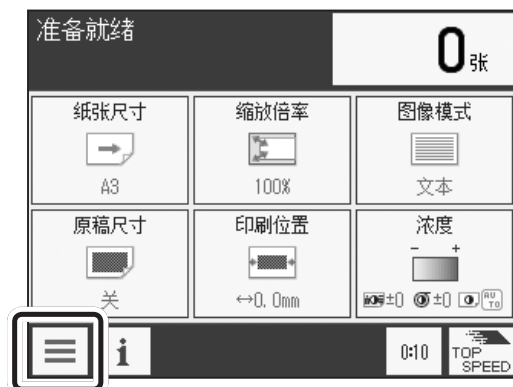 准备就绪
0张
纸张尺寸
缩放倍率
图像模式
A3
100%
文本
原稿尺寸
印刷位置
浓度
- +
关
↔0.0mm
±0 ±0 AUTO
i
0:10
TOP
SPEED